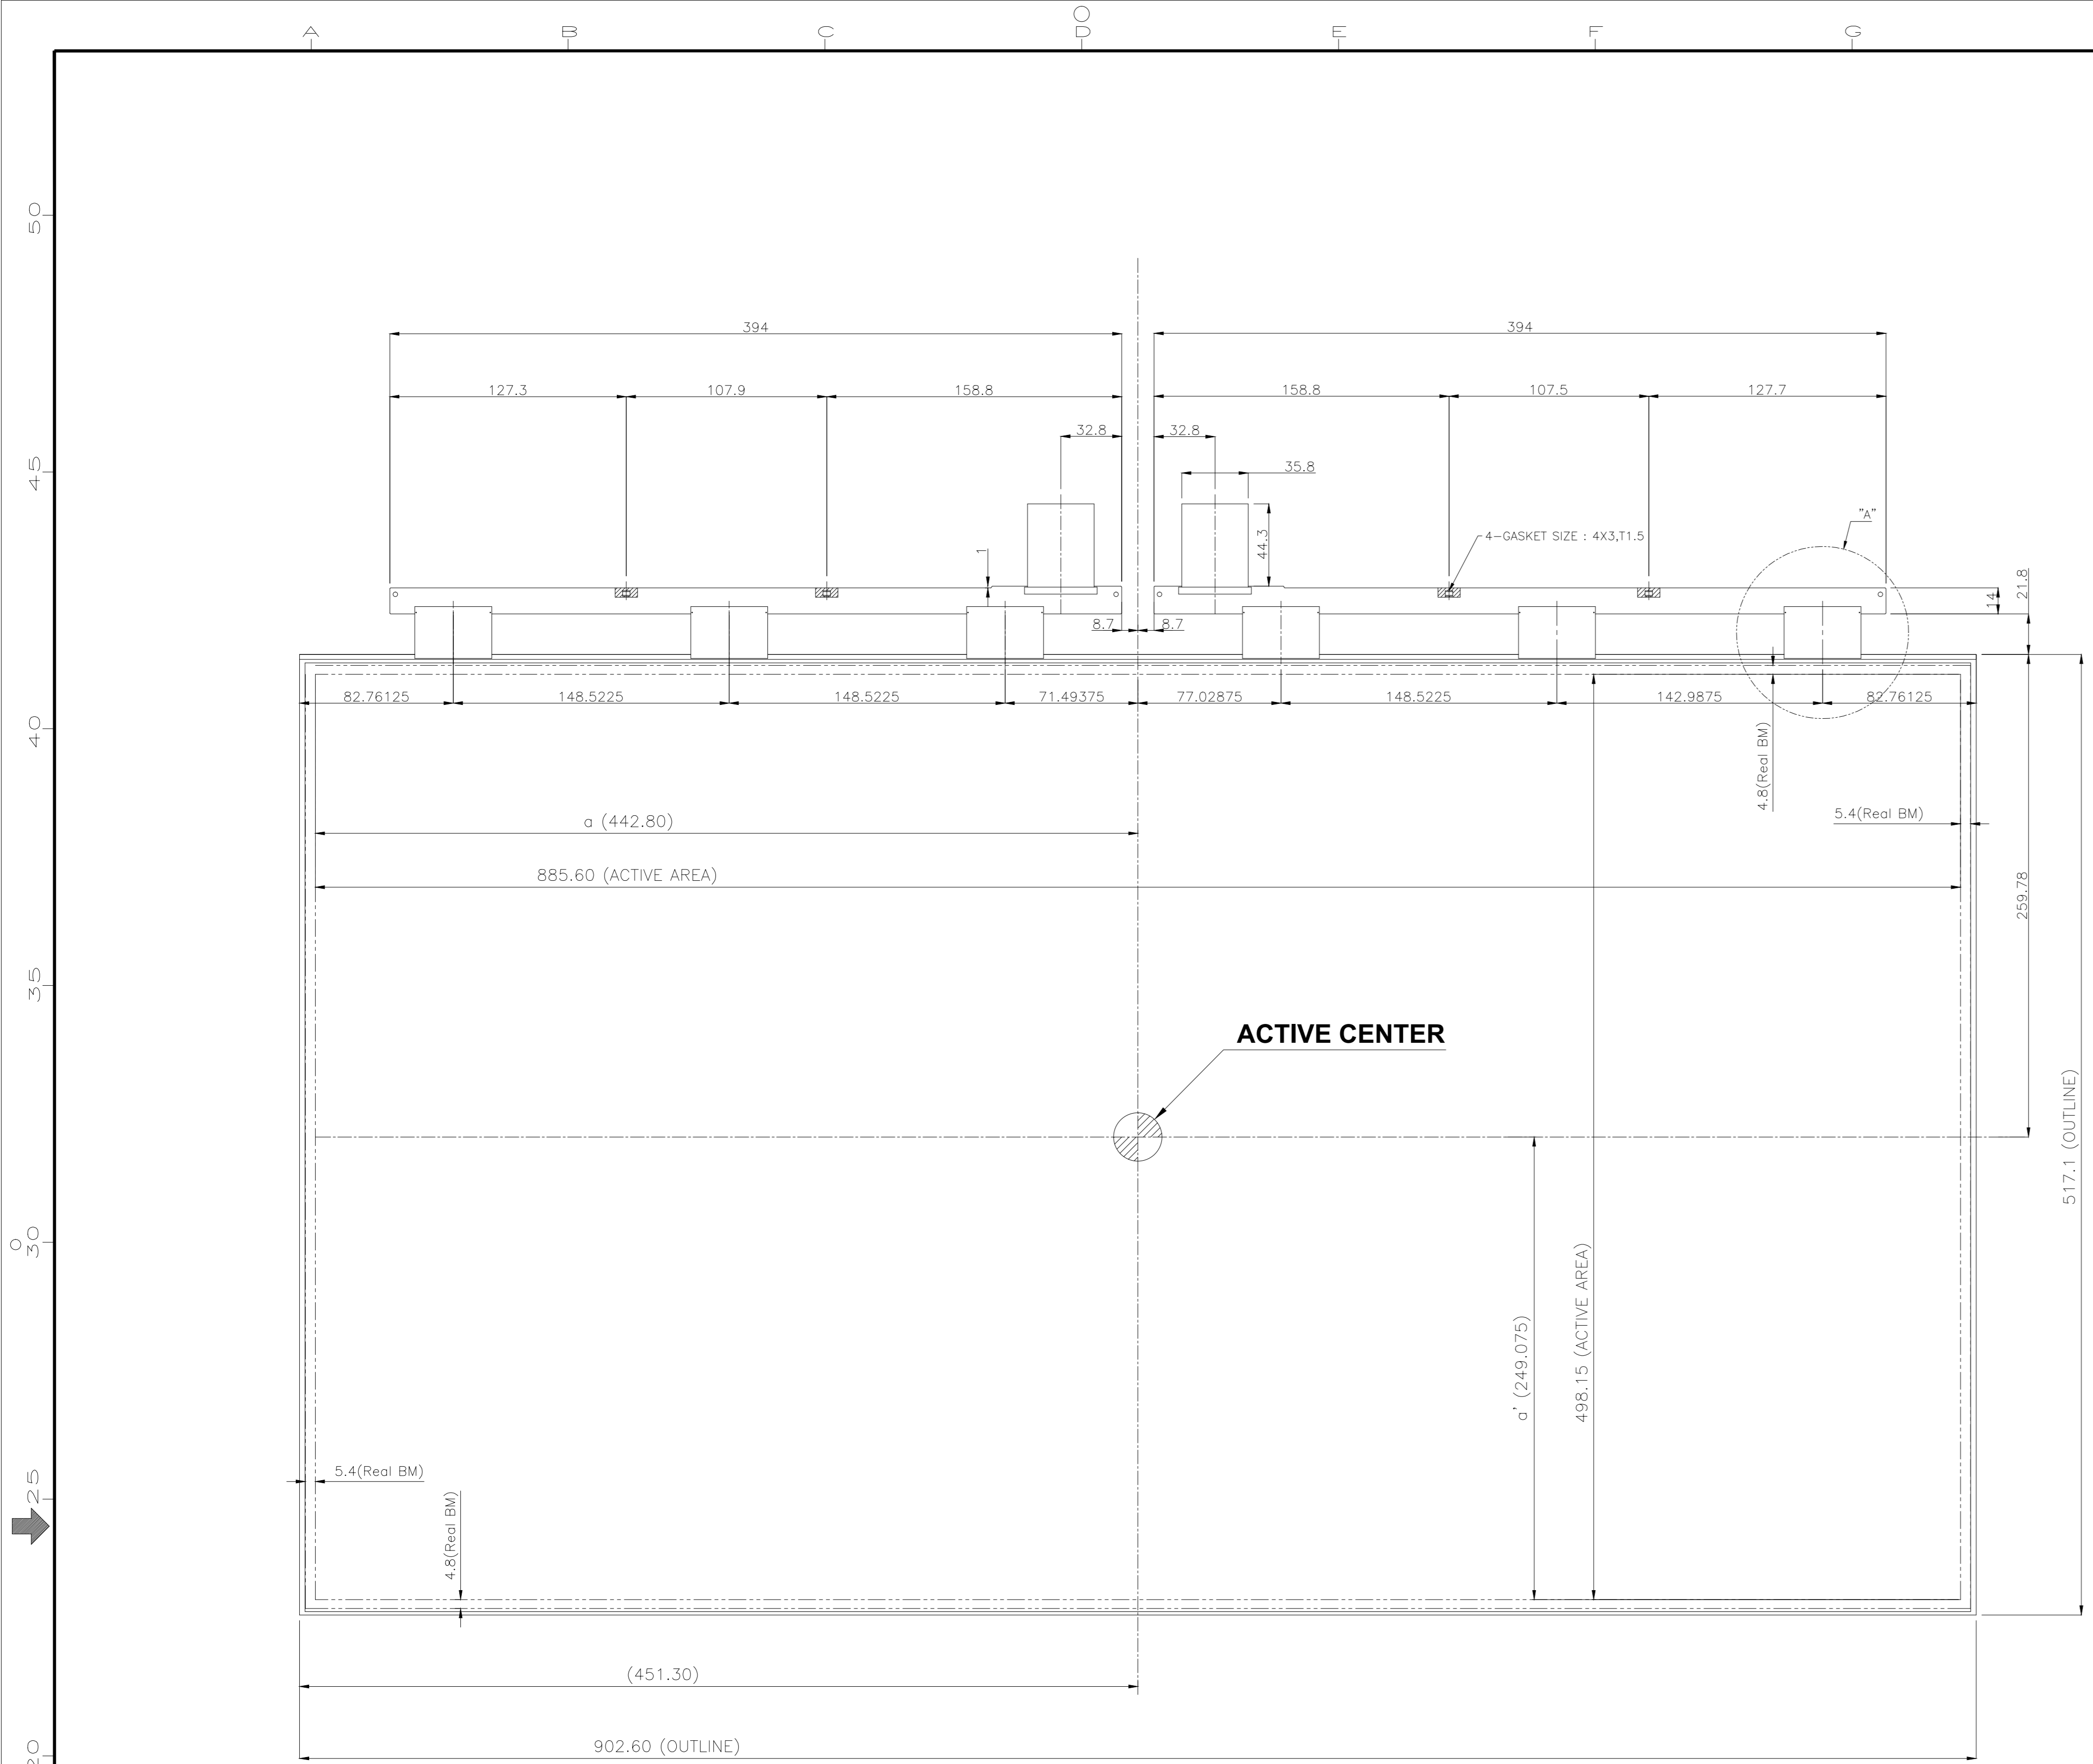 A B C D E F G
50
394 394
127.3 107.9 158.8 158.8 107.5 127.7
32.8 32.8
45
35.8
"A"
1 44.3 4-GASKET SIZE : 4X3,T1.5
14 21.8
8.7 8.7
82.76125 148.5225 148.5225 71.49375 77.02875 148.5225 142.9875 82.76125
40
4.8(Real BM)
5.4(Real BM)
a (442.80)
885.60 (ACTIVE AREA)
259.78
35
ACTIVE CENTER
517.1 (OUTLINE)
30
498.15 (ACTIVE AREA)
a' (249.075)
5.4(Real BM)
25
4.8(Real BM)
(451.30)
902.60 (OUTLINE)
20